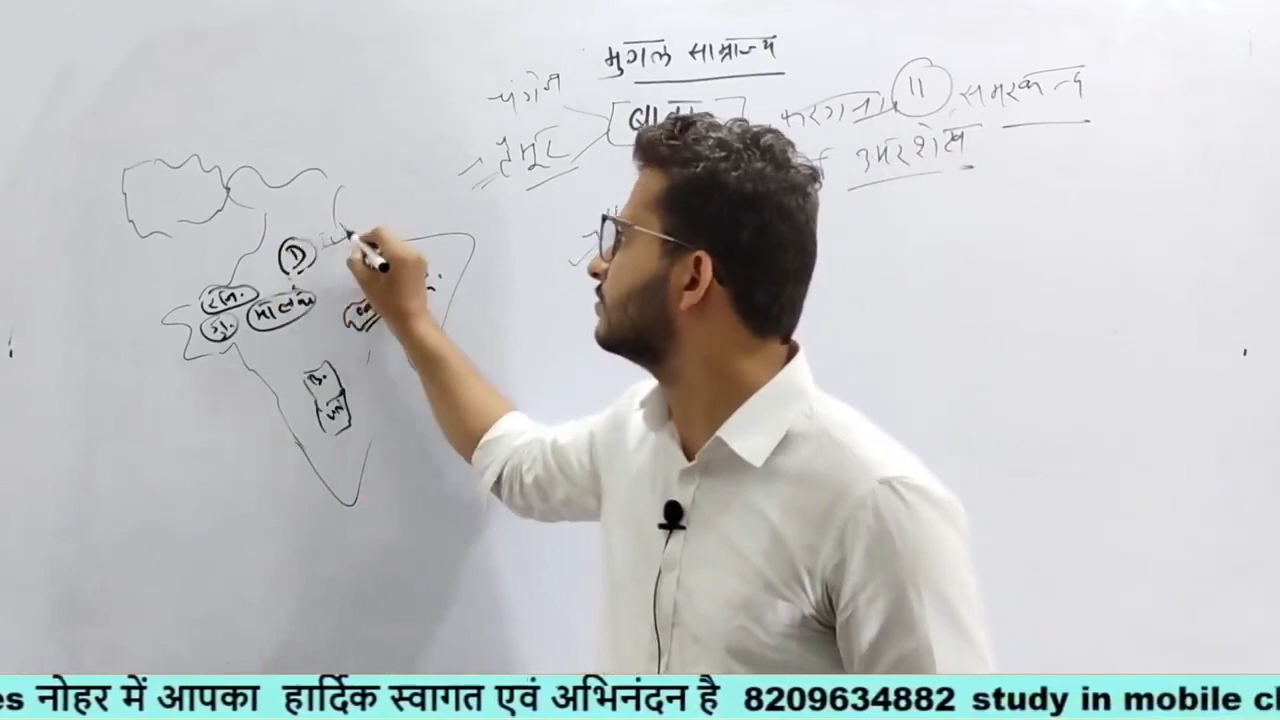 मुगल साम्राज्य
चंगेज
तैमूर
फरगना 11 समरकन्द
उमरशेख
D
राज.
गु. मालवा
B.
es नोहर में आपका हार्दिक स्वागत एवं अभिनंदन है 8209634882 study in mobile cl